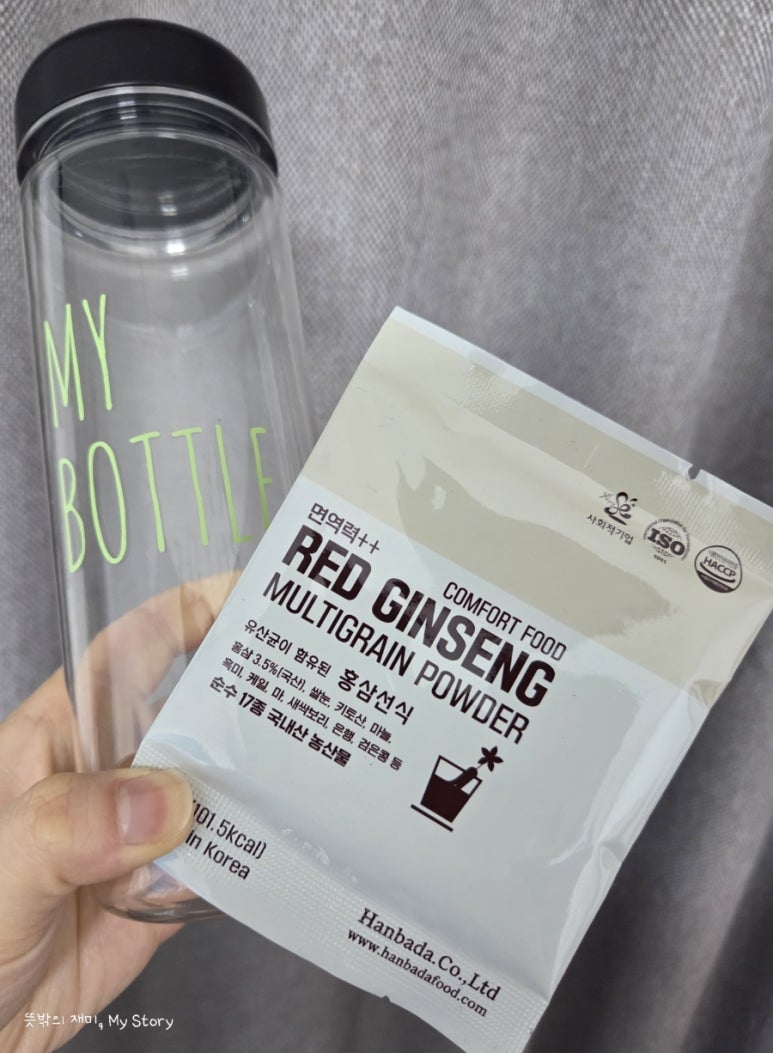 MY
BOTTLE
사회적기업
ISO
9001
HACCP
면역력++
COMFORT FOOD
RED GINSENG
MULTIGRAIN POWDER
유산균이 함유된 홍삼선식
홍삼 3.5%(국산), 쌀눈, 키토산, 마늘,
흑미, 케일, 마, 새싹보리, 은행, 검은콩 등
순수 17종 국내산 농산물
(101.5kcal)
in Korea
Hanbada.Co.,Ltd
www.hanbadafood.com
뜻밖의 재미, My Story